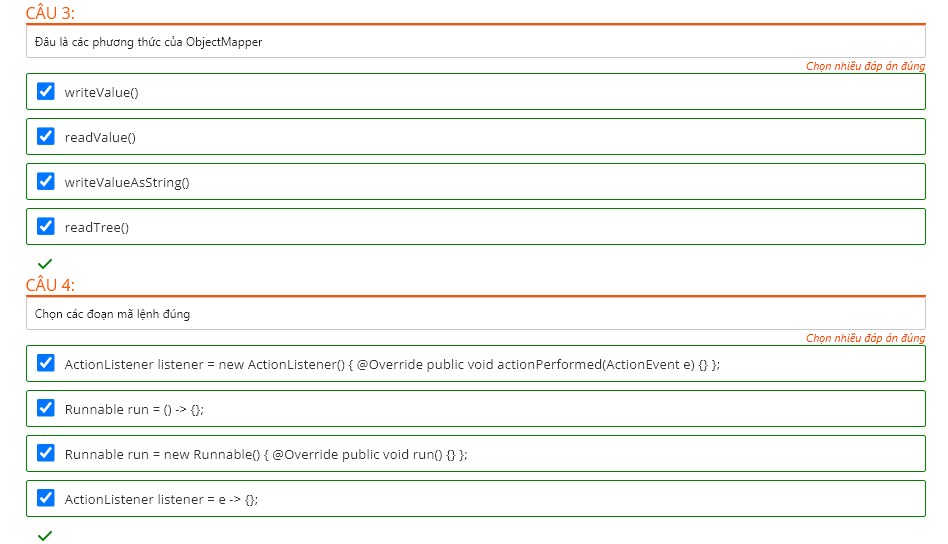 CÂU 3:
Đâu là các phương thức của ObjectMapper
Chọn nhiều đáp án đúng
writeValue()
readValue()
writeValueAsString()
readTree()
CÂU 4:
Chọn các đoạn mã lệnh đúng
Chọn nhiều đáp án đúng
ActionListener listener = new ActionListener() { @Override public void actionPerformed(ActionEvent e) {} };
Runnable run = () -> {};
Runnable run = new Runnable() { @Override public void run() {} };
ActionListener listener = e -> {};